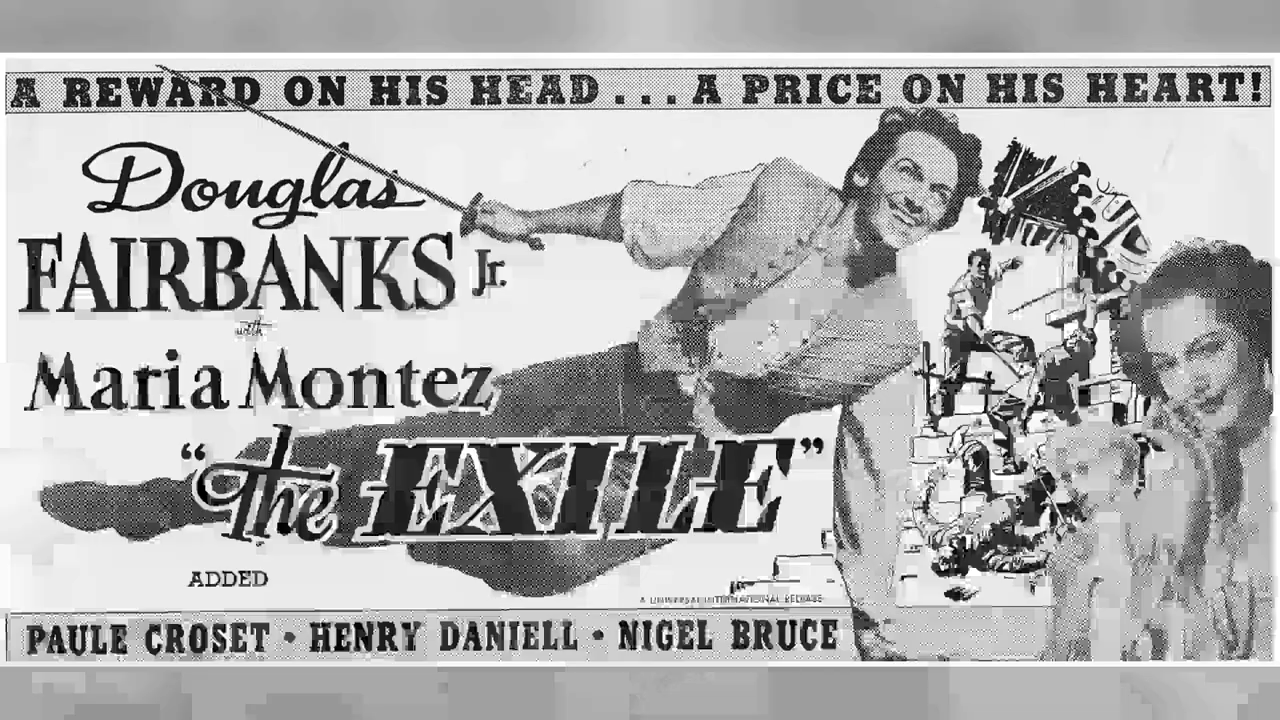 A REWARD ON HIS HEAD . . . A PRICE ON HIS HEART!
Douglas
FAIRBANKS Jr.
with
Maria Montez
"The EXILE"
ADDED
A UNIVERSAL-INTERNATIONAL RELEASE
PAULE CROSET • HENRY DANIELL • NIGEL BRUCE